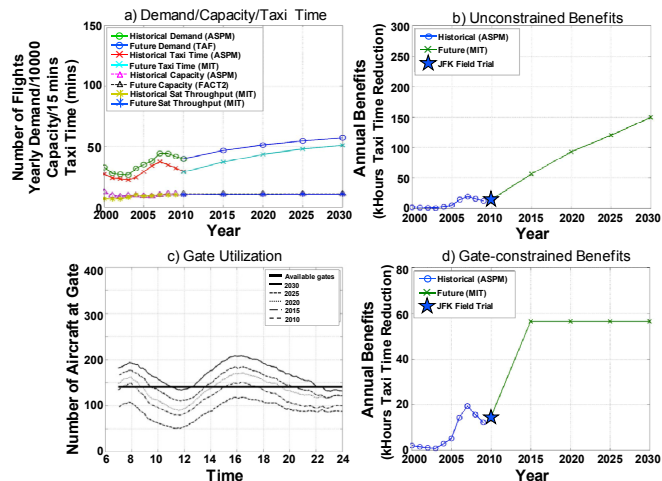 a) Demand/Capacity/Taxi Time
Number of Flights
Yearly Demand/10000
Capacity/15 mins
Taxi Time (mins)
150
100
50
0
Historical Demand (ASPM)
Future Demand (TAF)
Historical Taxi Time (ASPM)
Future Taxi Time (MIT)
Historical Capacity (ASPM)
Future Capacity (FACT2)
Historical Sat Throughput (MIT)
Future Sat Throughput (MIT)
2000 2005 2010 2015 2020 2025 2030
Year
b) Unconstrained Benefits
Annual Benefits
(kHours Taxi Time Reduction)
300
250
200
150
100
50
0
Historical (ASPM)
Future (MIT)
JFK Field Trial
2000 2005 2010 2015 2020 2025 2030
Year
c) Gate Utilization
Number of Aircraft at Gate
400
300
200
100
0
Available gates
2030
2025
2020
2015
2010
6 8 10 12 14 16 18 20 22 24
Time
d) Gate-constrained Benefits
Annual Benefits
(kHours Taxi Time Reduction)
80
60
40
20
0
Historical (ASPM)
Future (MIT)
JFK Field Trial
2000 2005 2010 2015 2020 2025 2030
Year